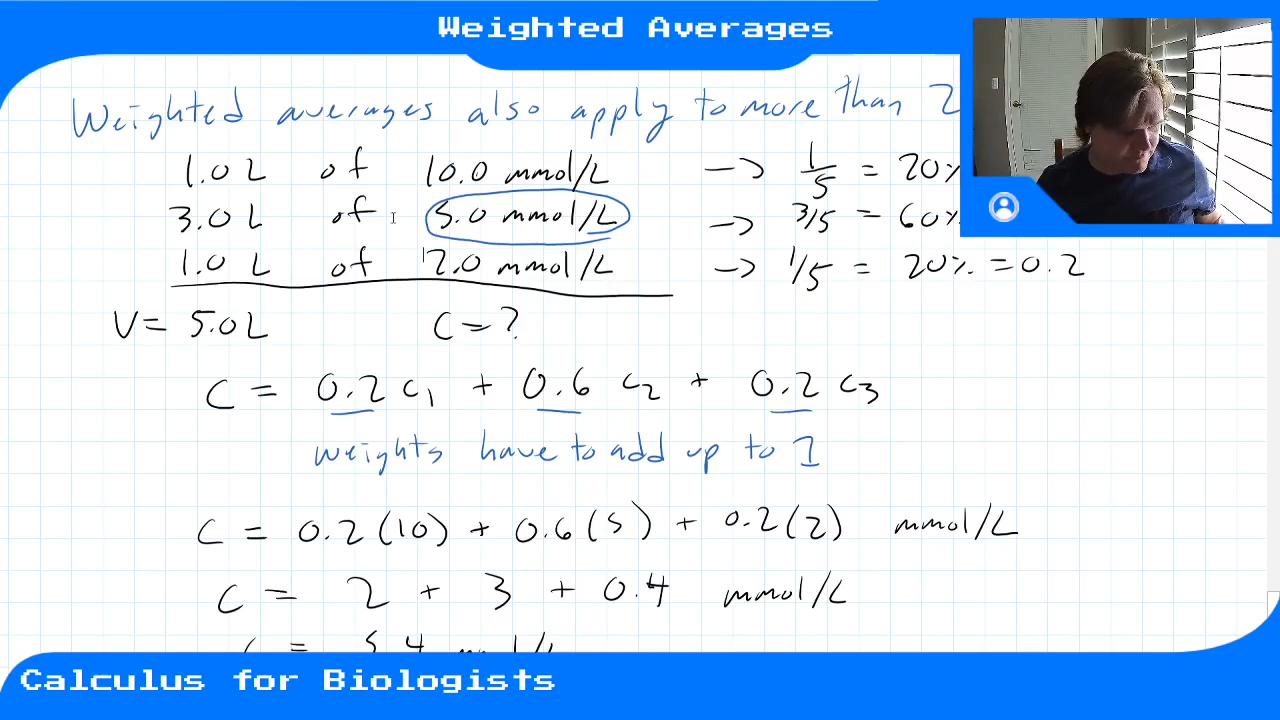 Weighted Averages
Weighted averages also apply to more than 2
1.0 L of 10.0 mmol/L -> 1/5 = 20%
3.0 L of 5.0 mmol/L -> 3/5 = 60%
1.0 L of 2.0 mmol/L -> 1/5 = 20% = 0.2
V = 5.0 L C = ?
C = 0.2 C1 + 0.6 C2 + 0.2 C3
weights have to add up to 1
C = 0.2 (10) + 0.6 (5) + 0.2 (2) mmol/L
C = 2 + 3 + 0.4 mmol/L
C = 5.4 mmol/L
Calculus for Biologists